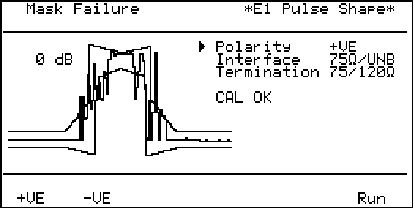 Mask Failure *E1 Pulse Shape*
0 dB
Polarity +VE
Interface 75Ω/UNB
Termination 75/120Ω
CAL OK
+VE -VE Run